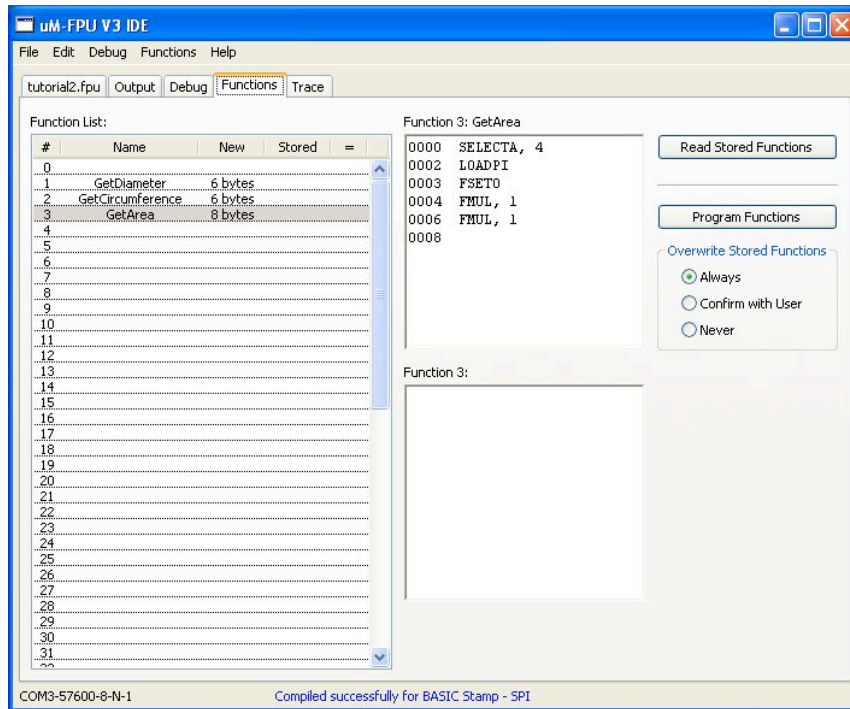 uM-FPU V3 IDE
File Edit Debug Functions Help
tutorial2.fpu Output Debug Functions Trace
Function List:
# Name New Stored =
0
1 GetDiameter 6 bytes
2 GetCircumference 6 bytes
3 GetArea 8 bytes
4
5
6
7
8
9
10
11
12
13
14
15
16
17
18
19
20
21
22
23
24
25
26
27
28
29
30
31
Function 3: GetArea
0000 SELECTA, 4
0002 LOADPI
0003 FSET0
0004 FMUL, 1
0006 FMUL, 1
0008
Function 3:
Read Stored Functions
Program Functions
Overwrite Stored Functions
Always
Confirm with User
Never
COM3-57600-8-N-1 Compiled successfully for BASIC Stamp - SPI